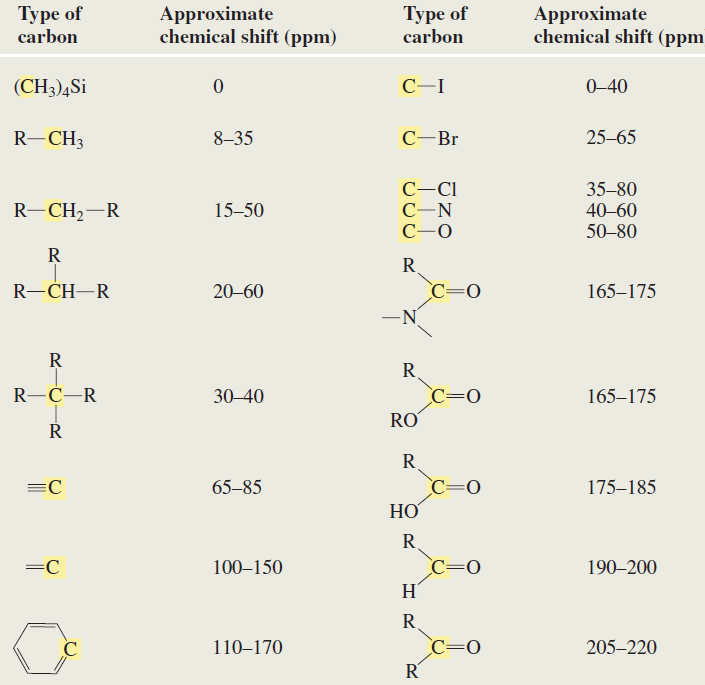 Type of
carbon
Approximate
chemical shift (ppm)
(CH₃)₄Si
0
R—CH₃
8–35
R—CH₂—R
15–50
R
R—CH—R
20–60
R
R—C—R
R
30–40
≡C
65–85
=C
100–150
C
110–170
Type of
carbon
Approximate
chemical shift (ppm
C—I
0–40
C—Br
25–65
C—Cl
35–80
C—N
40–60
C—O
50–80
R
C=O
—N
165–175
R
C=O
RO
165–175
R
C=O
HO
175–185
R
C=O
H
190–200
R
C=O
R
205–220